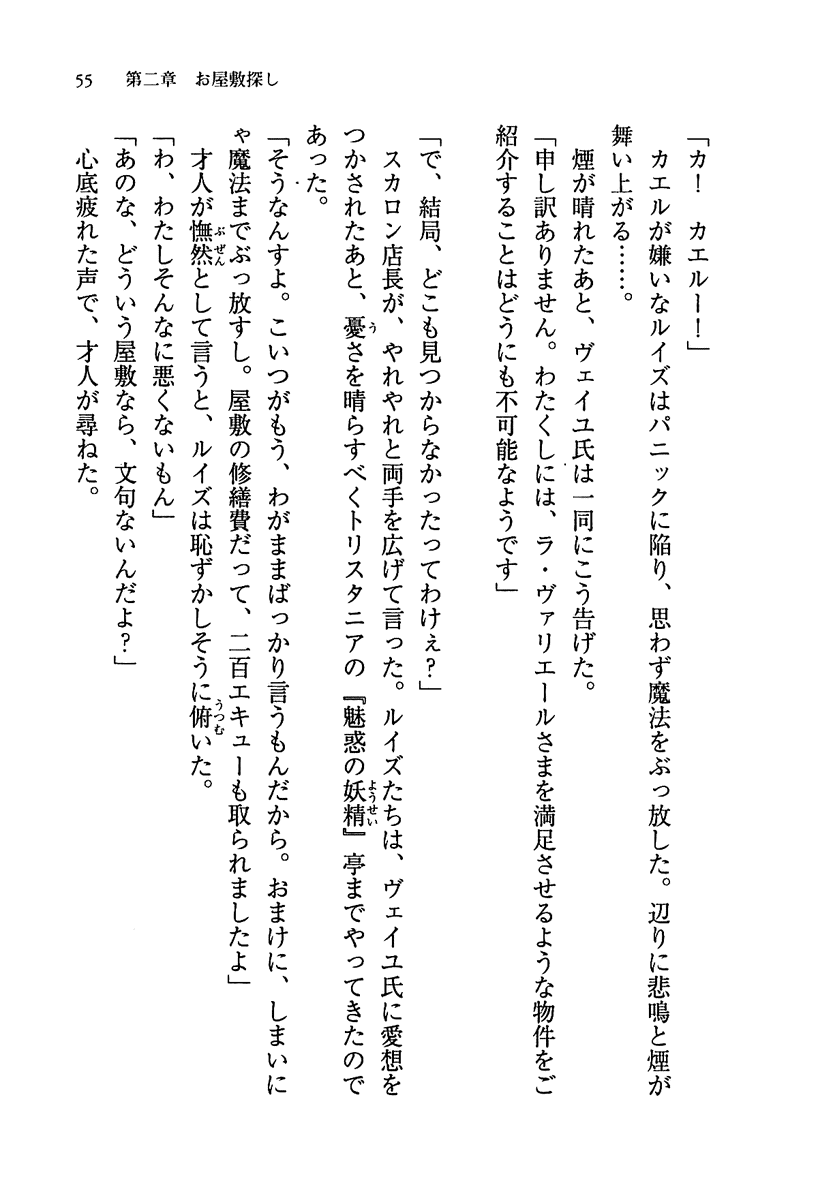 55　第二章　お屋敷探し
「カ！　カエルー！」
　カエルが嫌いなルイズはパニックに陥り、思わず魔法をぶっ放した。辺りに悲鳴と煙が
舞い上がる……。
　煙が晴れたあと、ヴェイユ氏は一同にこう告げた。
「申し訳ありません。わたくしには、ラ・ヴァリエールさまを満足させるような物件をご
紹介することはどうにも不可能なようです」
「で、結局、どこも見つからなかったってわけぇ？」
　スカロン店長が、やれやれと両手を広げて言った。ルイズたちは、ヴェイユ氏に愛想を
つかされたあと、憂さを晴らすべくトリスタニアの『魅惑の妖精』亭までやってきたので
あった。
「そうなんすよ。こいつがもう、わがままばっかり言うもんだから。おまけに、しまいに
ゃ魔法までぶっ放すし。屋敷の修繕費だって、二百エキューも取られましたよ」
　才人が憮然として言うと、ルイズは恥ずかしそうに俯いた。
「わ、わたしそんなに悪くないもん」
「あのな、どういう屋敷なら、文句ないんだよ？」
　心底疲れた声で、才人が尋ねた。